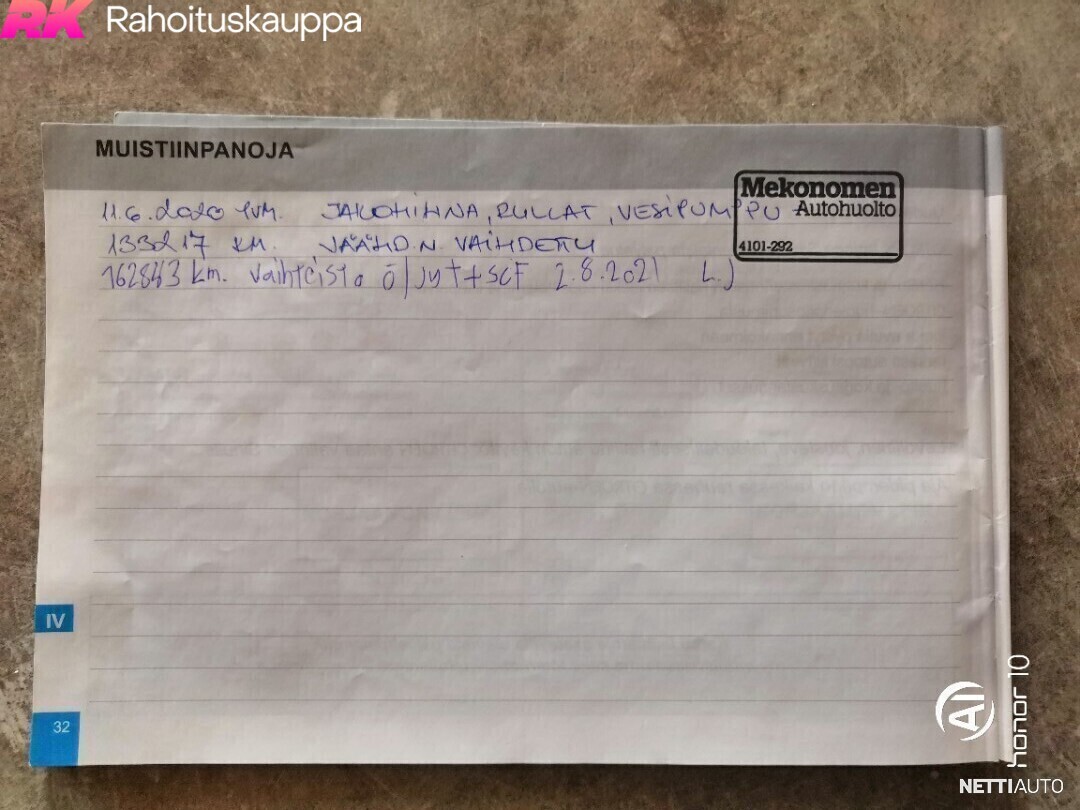 RK Rahoituskauppa
MUISTIINPANOJA
Mekonomen
Autohuolto
4101-292
11.6.2020 PVM. JAKOHIHNA, RULLAT, VESIPUMPPU
133217 KM. JÄÄHD.N. VAIHDETTU
162843 km. vaihteisto öljyt + SCF 2.8.2021 L.J
IV
32
honor 10
NETTIAUTO